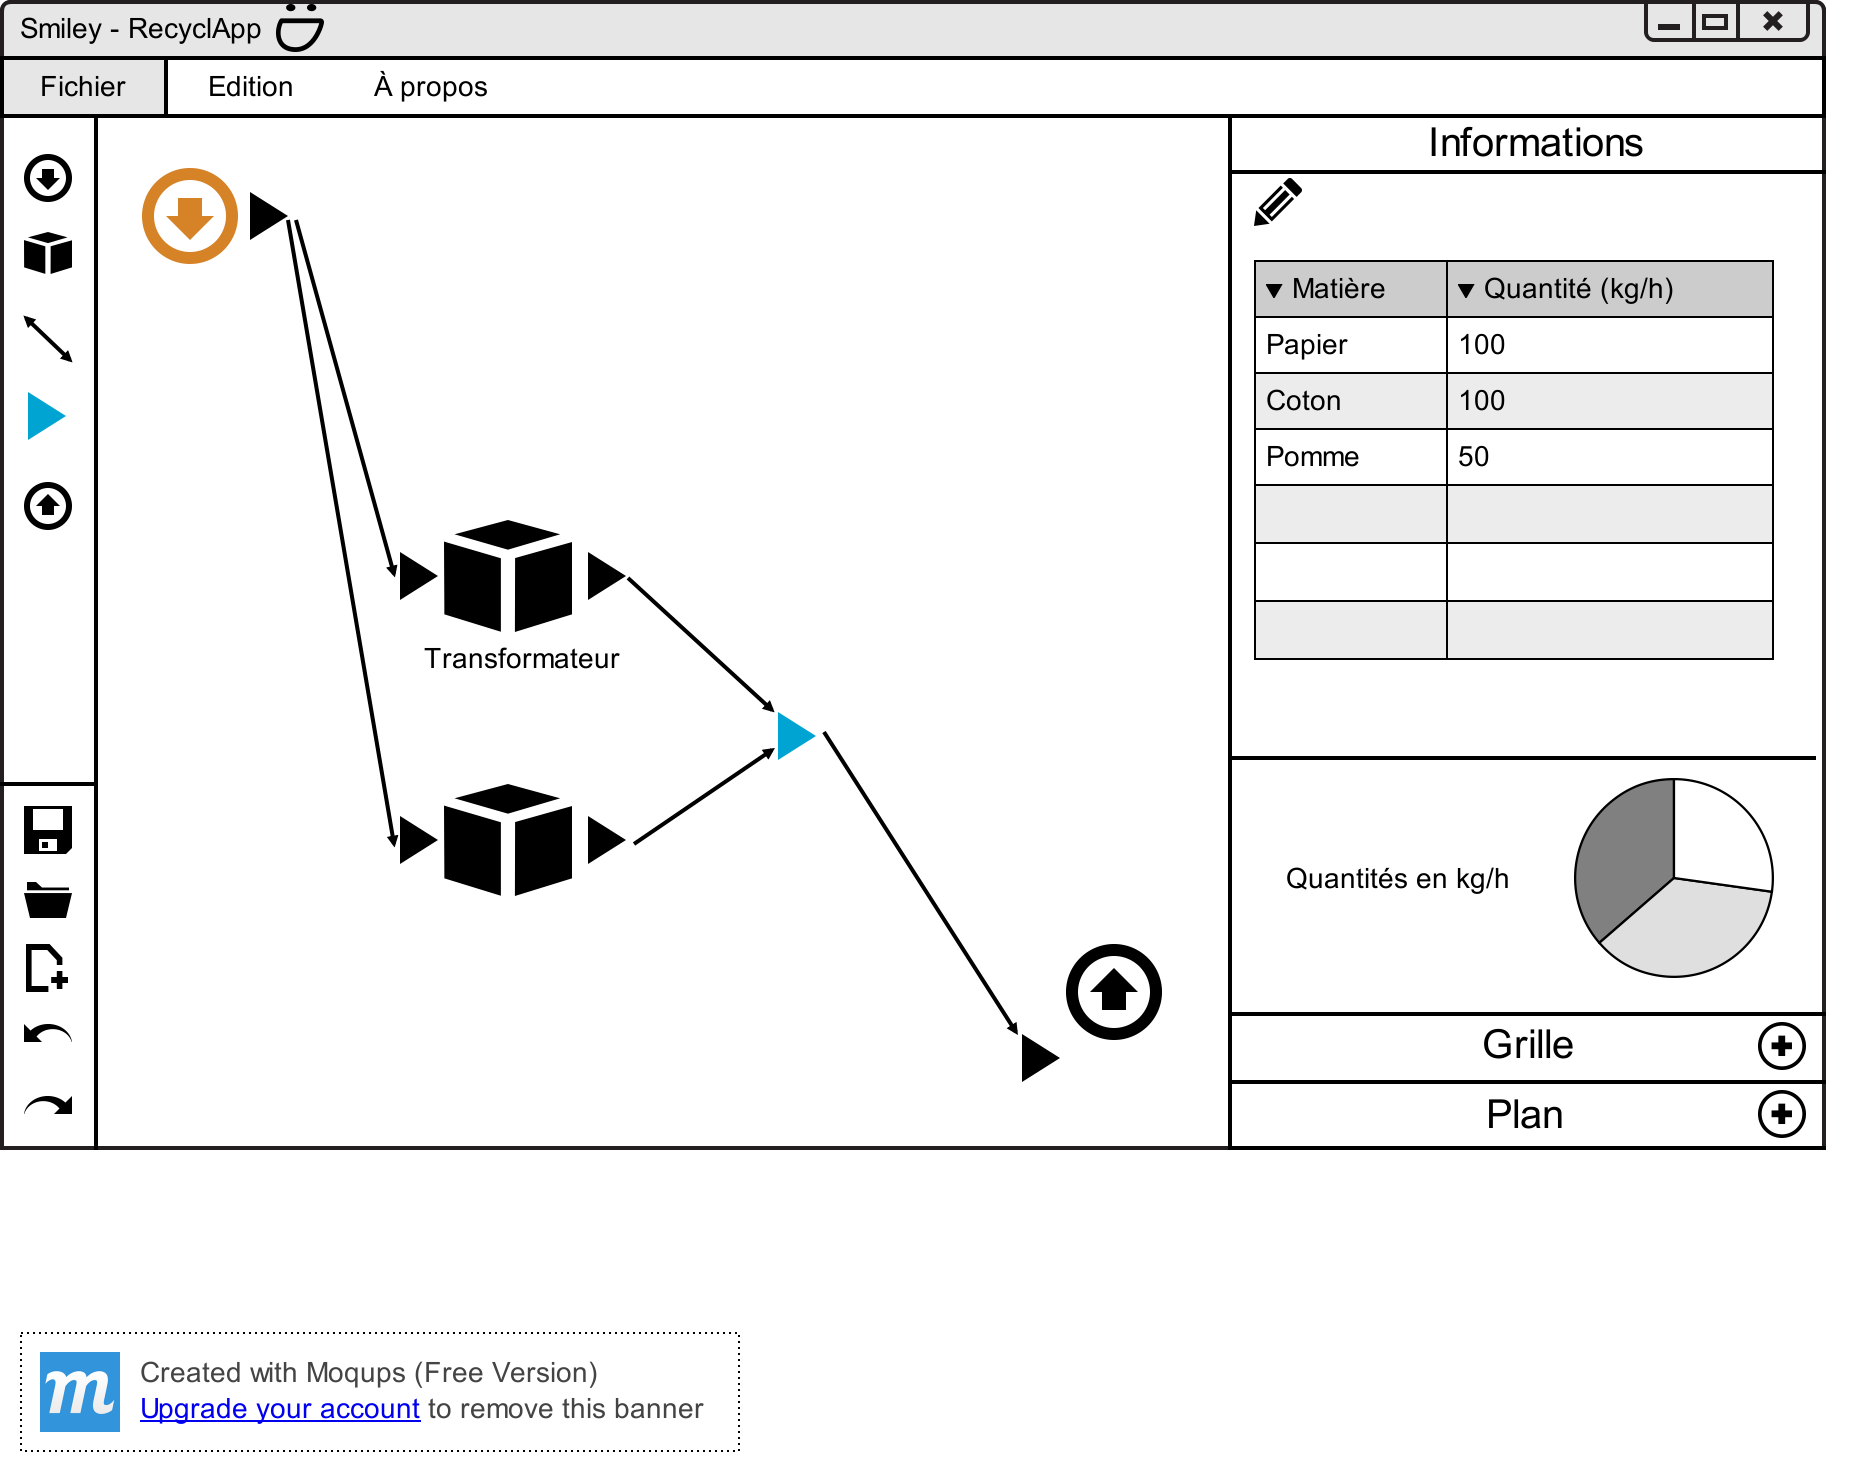 Smiley - RecyclApp
Fichier
Edition
À propos
Informations
Matière
Quantité (kg/h)
Papier
100
Coton
100
Pomme
50
Transformateur
Quantités en kg/h
Grille
Plan
m
Created with Moqups (Free Version)
Upgrade your account to remove this banner